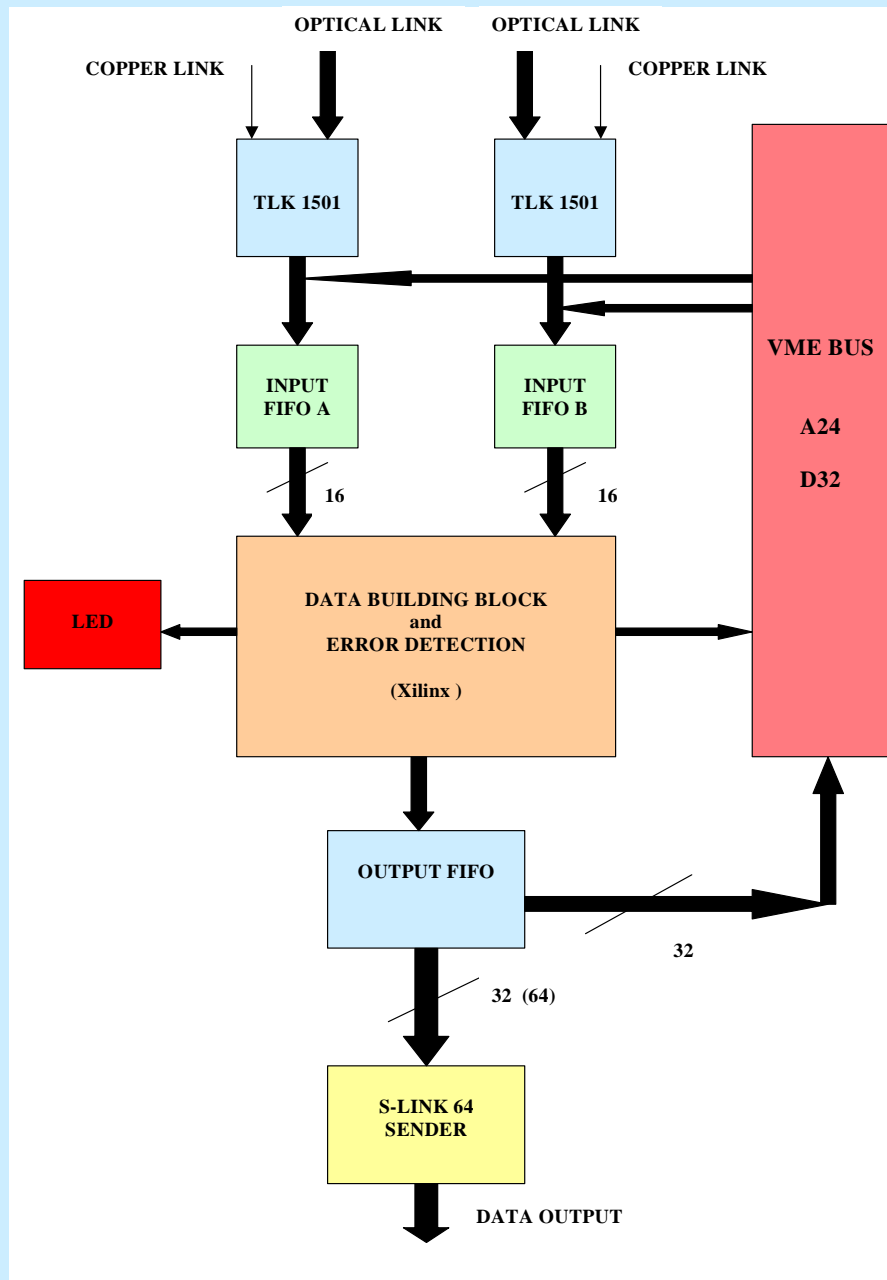 OPTICAL LINK
OPTICAL LINK
COPPER LINK
COPPER LINK
TLK 1501
TLK 1501
VME BUS
A24
D32
INPUT
FIFO A
INPUT
FIFO B
16
16
DATA BUILDING BLOCK
and
ERROR DETECTION
(Xilinx )
LED
OUTPUT FIFO
32
32 (64)
S-LINK 64
SENDER
DATA OUTPUT